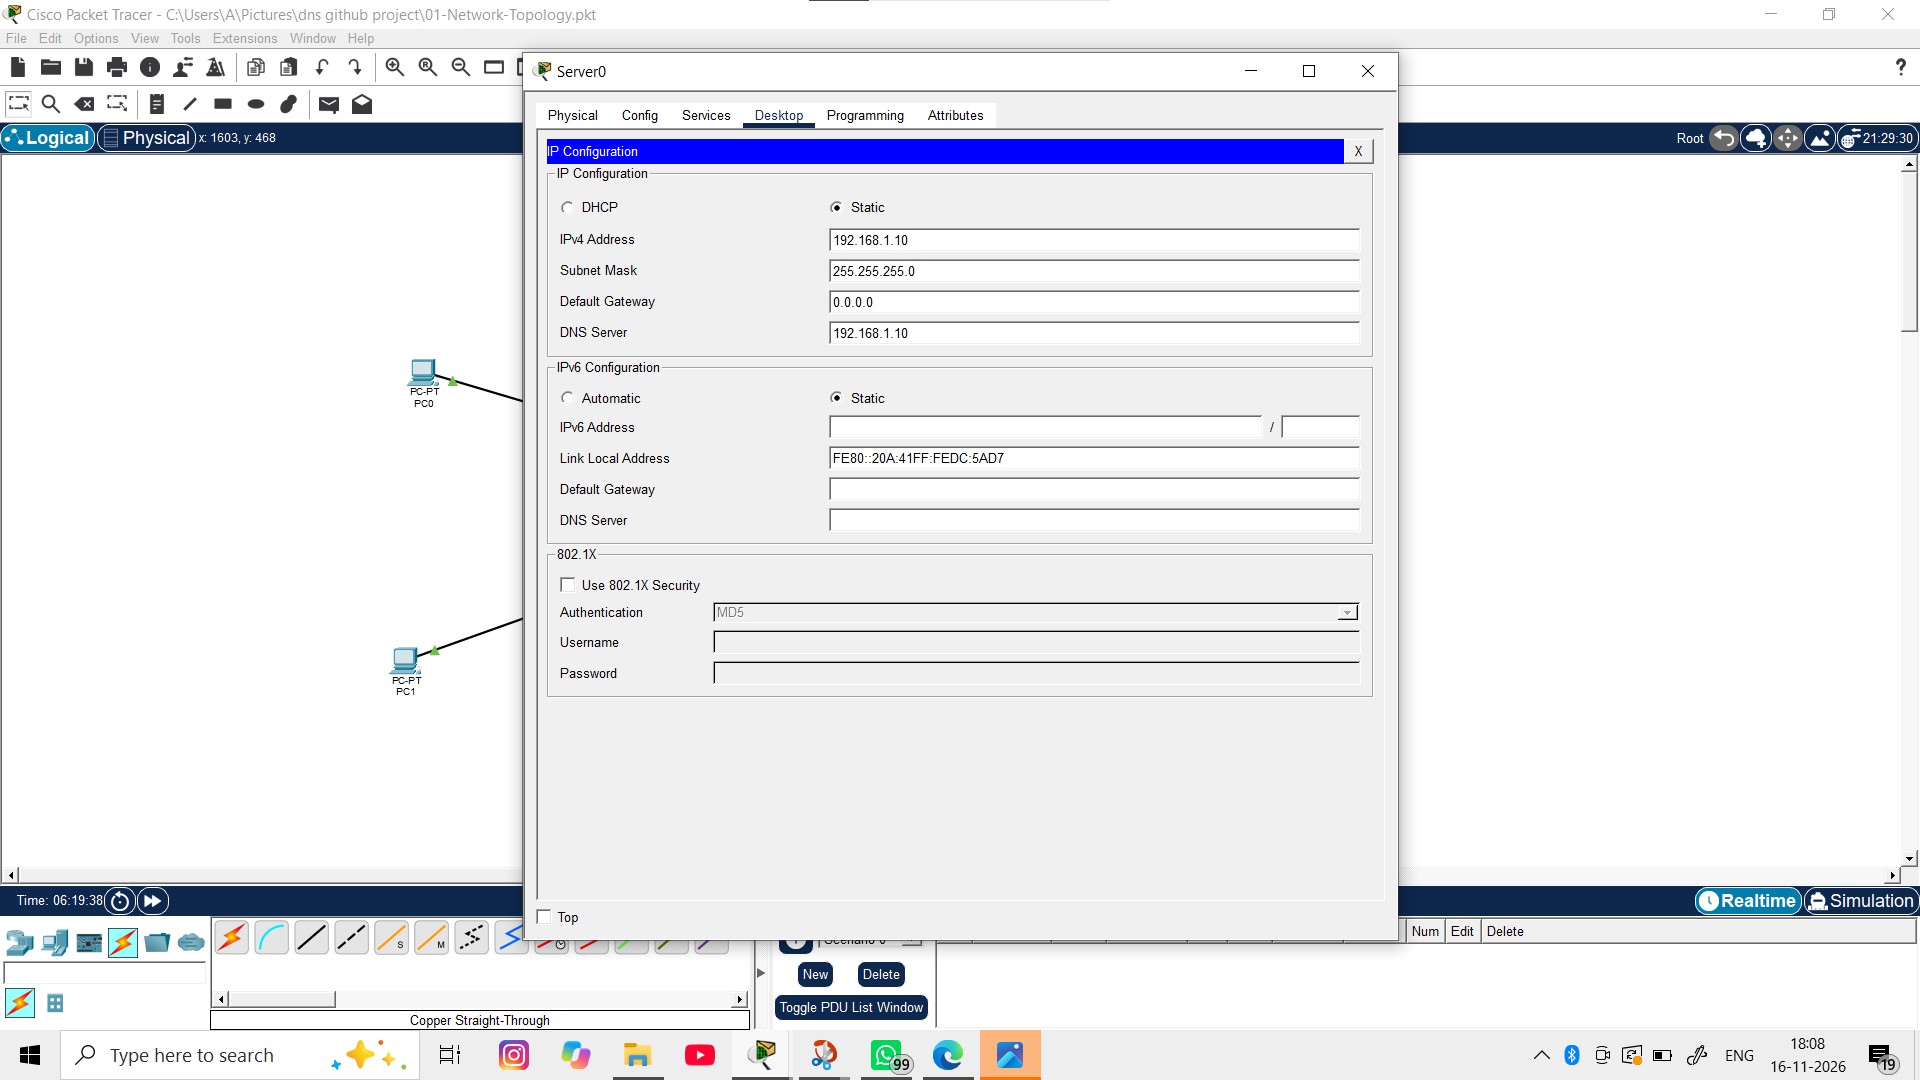 Cisco Packet Tracer - C:\Users\A\Pictures\dns github project\01-Network-Topology.pkt
File Edit Options View Tools Extensions Window Help
?
Logical Physical x: 1603, y: 468
Root 21:29:30
Server0
Physical Config Services Desktop Programming Attributes
IP Configuration X
IP Configuration
DHCP Static
IPv4 Address 192.168.1.10
Subnet Mask 255.255.255.0
Default Gateway 0.0.0.0
DNS Server 192.168.1.10
IPv6 Configuration
Automatic Static
IPv6 Address /
Link Local Address FE80::20A:41FF:FEDC:5AD7
Default Gateway
DNS Server
802.1X
Use 802.1X Security
Authentication MD5
Username
Password
Top
PC-PT
PC0
PC-PT
PC1
Time: 06:19:38
Realtime Simulation
S M
Num Edit Delete
New Delete
Toggle PDU List Window
Copper Straight-Through
Type here to search
99
ENG
18:08
16-11-2026
19